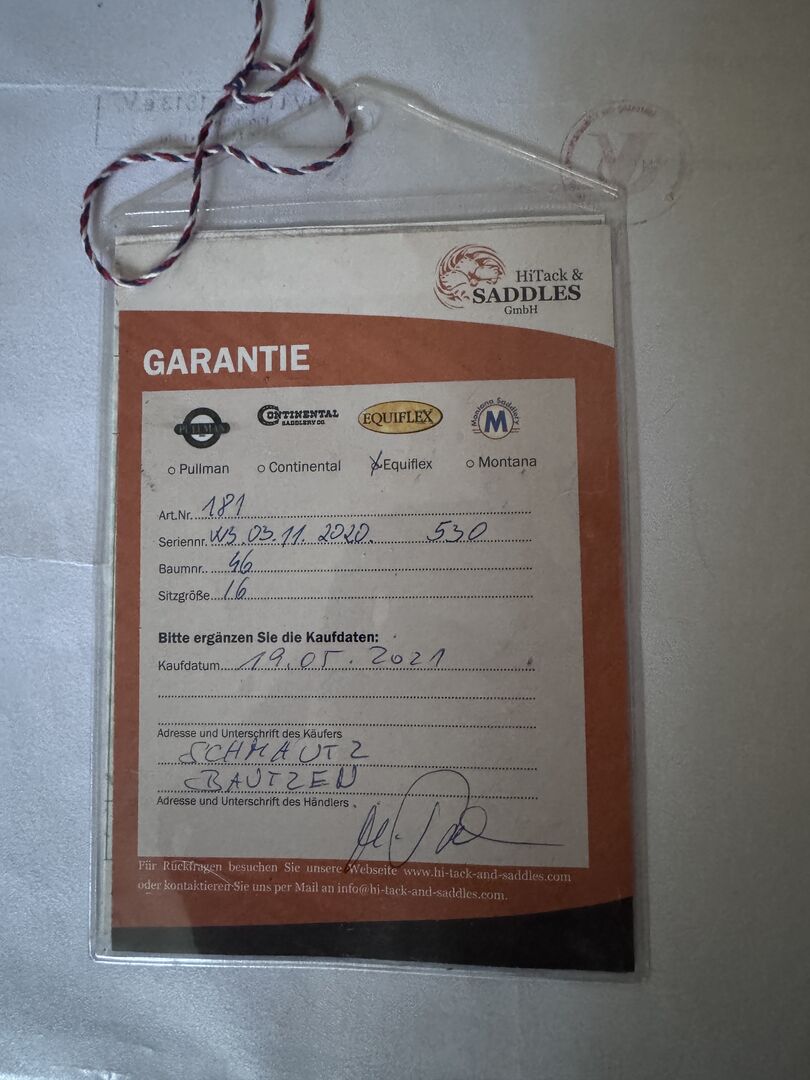 HiTack &
SADDLES
GmbH
GARANTIE
PULLMAN
CONTINENTAL
SADDLERY CO.
EQUIFLEX
Montana Saddlery
M
Pullman Continental Equiflex Montana
Art.Nr. 181
Seriennr. W3 03.11.2020. 530
Baumnr.. 46
Sitzgröße 16
Bitte ergänzen Sie die Kaufdaten:
Kaufdatum 19.05.2021
Adresse und Unterschrift des Käufers
SCHMAUTZ
BAUTZEN
Adresse und Unterschrift des Händlers
Für Rückfragen besuchen Sie unsere Webseite www.hi-tack-and-saddles.com
oder kontaktieren Sie uns per Mail an info@hi-tack-and-saddles.com.